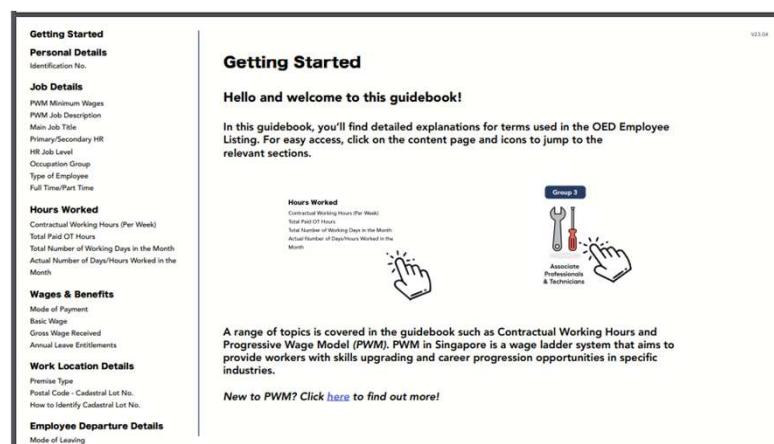 Getting Started
Personal Details
Identification No.
Job Details
PWM Minimum Wages
PWM Job Description
Main Job Title
Primary/Secondary HR
HR Job Level
Occupation Group
Type of Employee
Full Time/Part Time
Hours Worked
Contractual Working Hours (Per Week)
Total Paid OT Hours
Total Number of Working Days in the Month
Actual Number of Days/Hours Worked in the
Month
Wages & Benefits
Mode of Payment
Basic Wage
Gross Wage Received
Annual Leave Entitlements
Work Location Details
Premise Type
Postal Code - Cadastral Lot No.
How to Identify Cadastral Lot No.
Employee Departure Details
Mode of Leaving
V23.04
Getting Started
Hello and welcome to this guidebook!
In this guidebook, you'll find detailed explanations for terms used in the OED Employee
Listing. For easy access, click on the content page and icons to jump to the
relevant sections.
Hours Worked
Contractual Working Hours (Per Week)
Total Paid OT Hours
Total Number of Working Days in the Month
Actual Number of Days/Hours Worked in the
Month
Group 3
Associate
Professionals
& Technicians
A range of topics is covered in the guidebook such as Contractual Working Hours and
Progressive Wage Model (PWM). PWM in Singapore is a wage ladder system that aims to
provide workers with skills upgrading and career progression opportunities in specific
industries.
New to PWM? Click here to find out more!